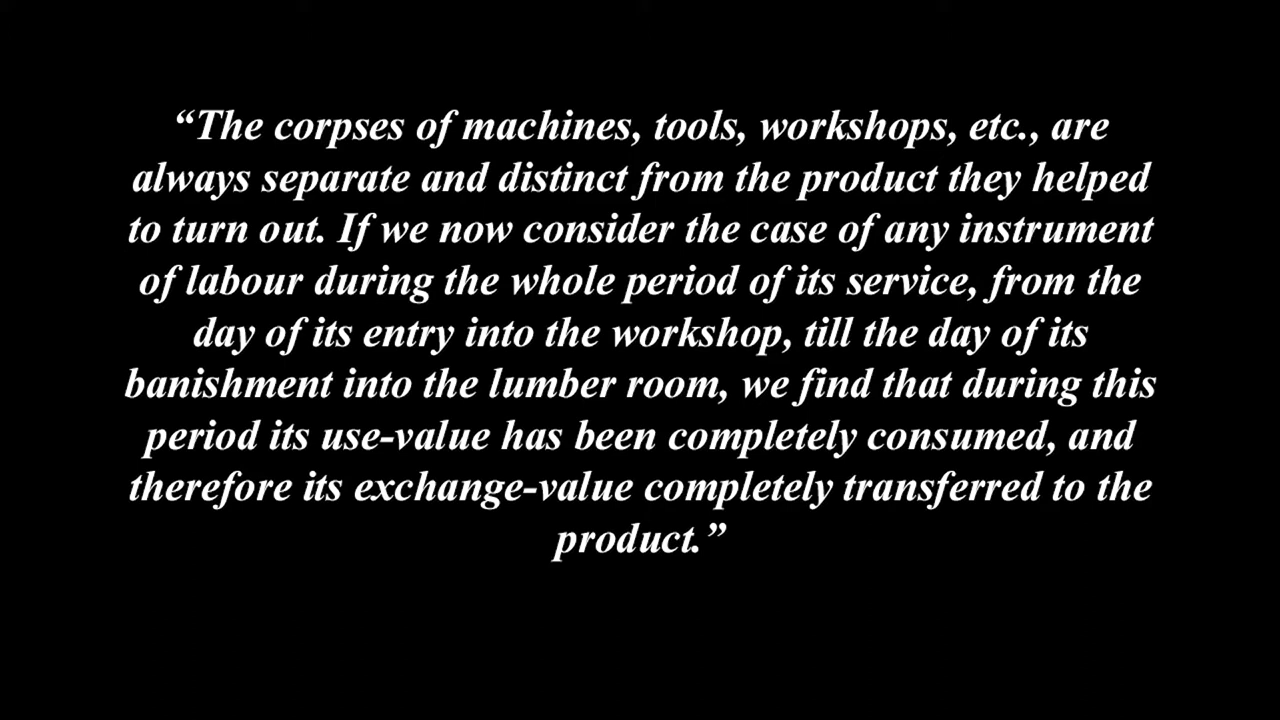 “The corpses of machines, tools, workshops, etc., are
always separate and distinct from the product they helped
to turn out. If we now consider the case of any instrument
of labour during the whole period of its service, from the
day of its entry into the workshop, till the day of its
banishment into the lumber room, we find that during this
period its use-value has been completely consumed, and
therefore its exchange-value completely transferred to the
product.”